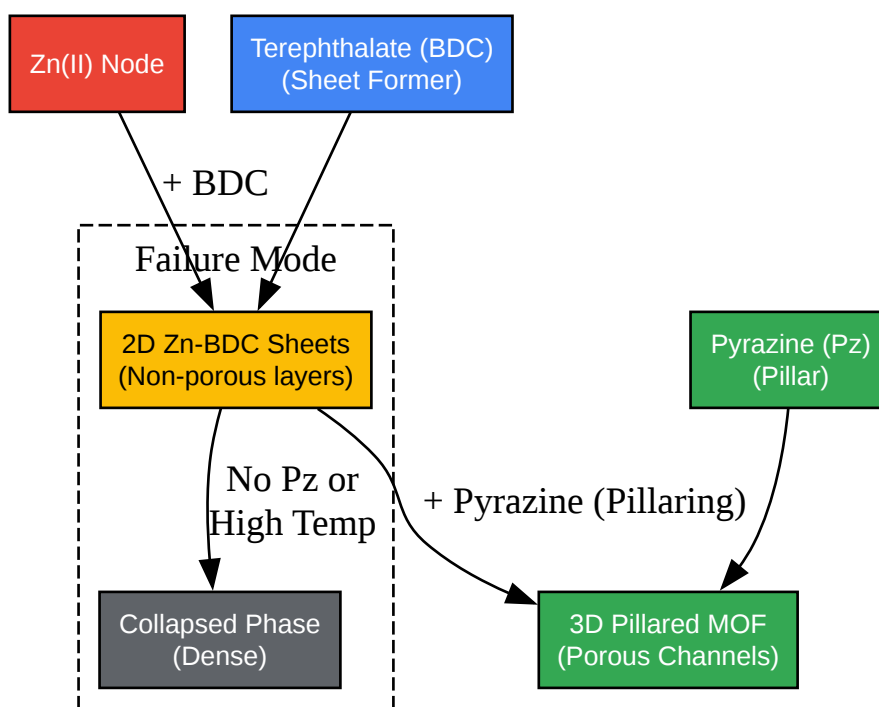 Zn(II) Node
Terephthalate (BDC)
(Sheet Former)
+ BDC
Failure Mode
2D Zn-BDC Sheets
(Non-porous layers)
Pyrazine (Pz)
(Pillar)
No Pz or
High Temp
+ Pyrazine (Pillaring)
Collapsed Phase
(Dense)
3D Pillared MOF
(Porous Channels)